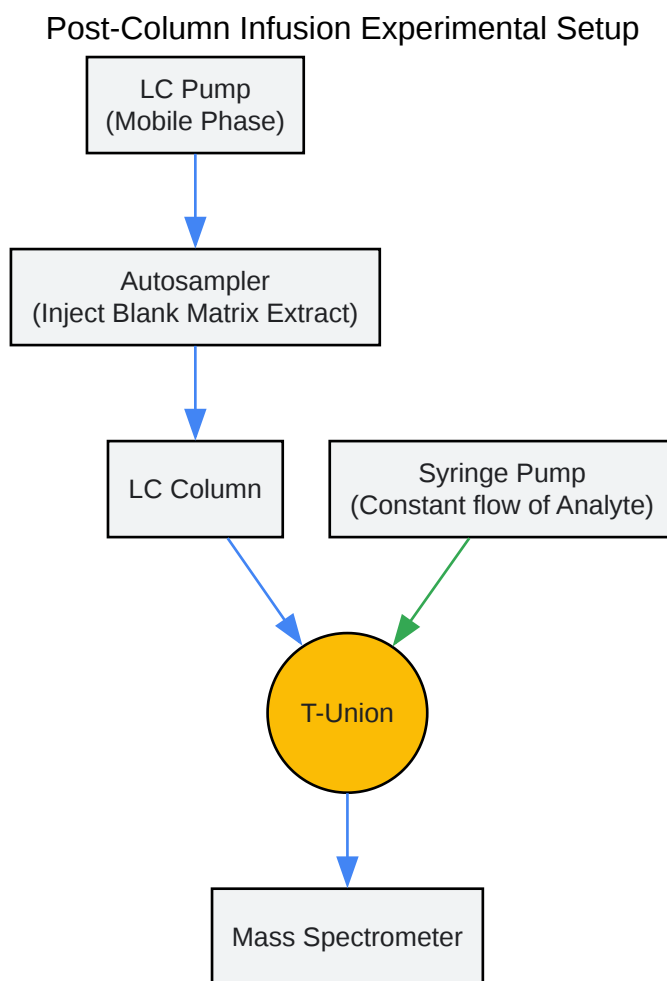 Post-Column Infusion Experimental Setup
LC Pump
(Mobile Phase)
Autosampler
(Inject Blank Matrix Extract)
LC Column
Syringe Pump
(Constant flow of Analyte)
T-Union
Mass Spectrometer